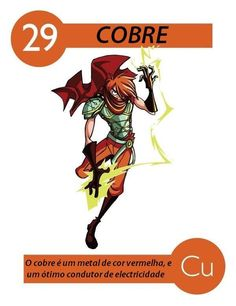 29
COBRE
O cobre é um metal de cor vermelha, e
um ótimo condutor de electricidade
Cu